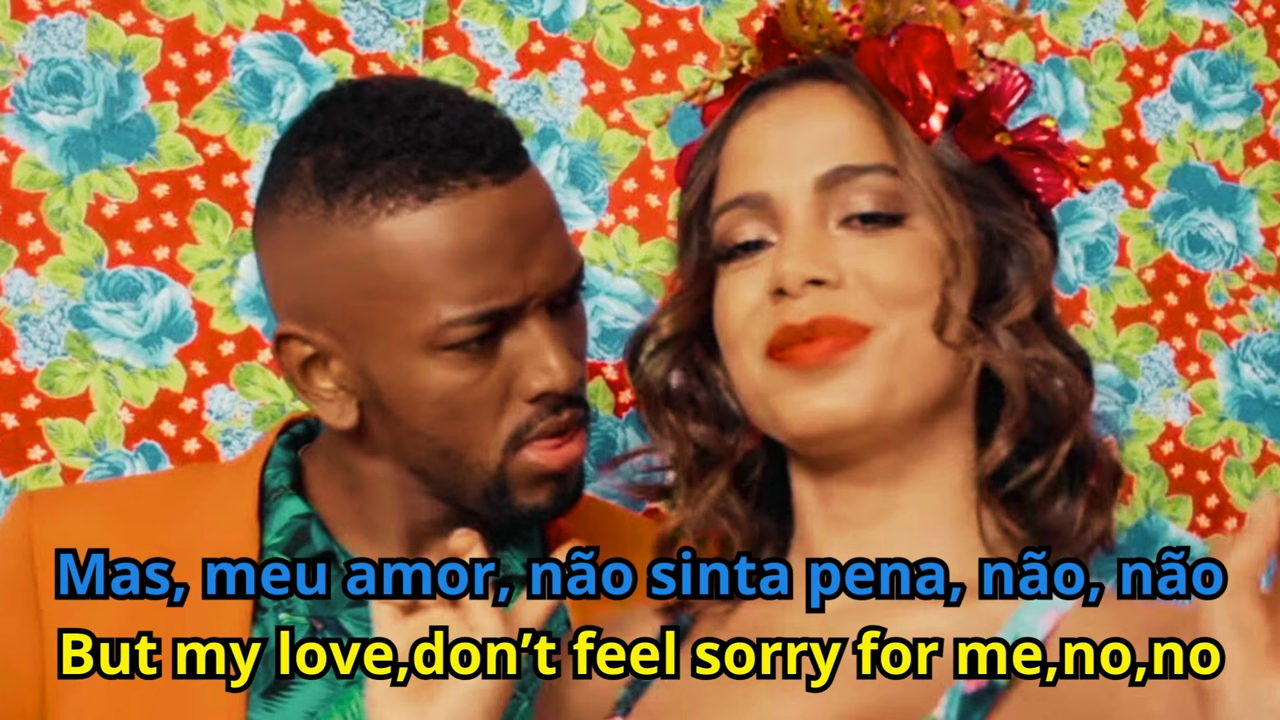 Mas, meu amor, não sinta pena, não, não
But my love,don’t feel sorry for me,no,no